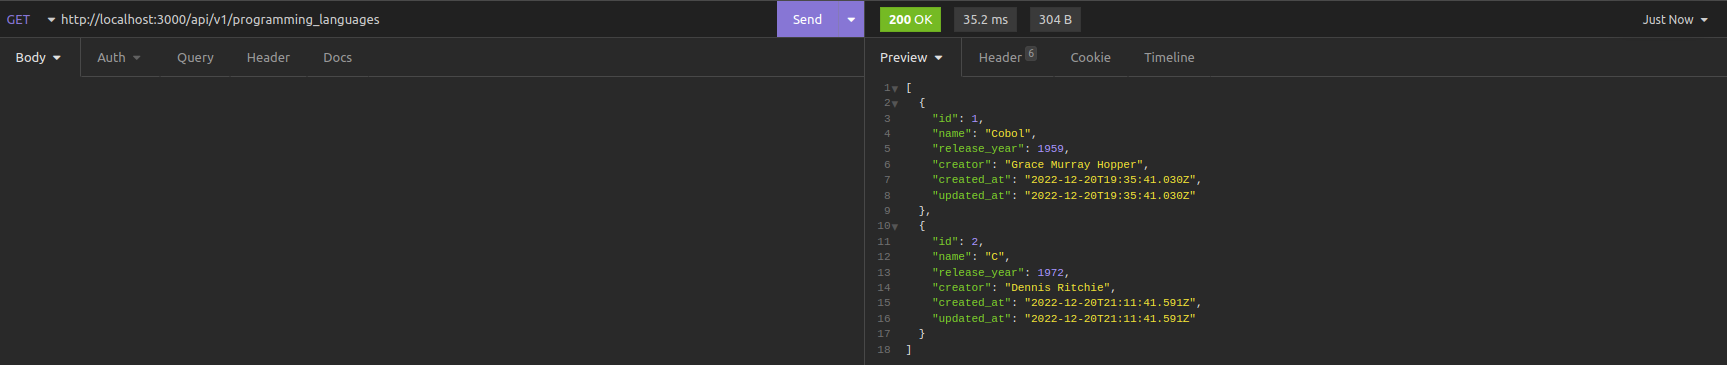 GET http://localhost:3000/api/v1/programming_languages Send 200 OK 35.2 ms 304 B Just Now
Body Auth Query Header Docs Preview Header 6 Cookie Timeline
1 [
2 {
3 "id": 1,
4 "name": "Cobol",
5 "release_year": 1959,
6 "creator": "Grace Murray Hopper",
7 "created_at": "2022-12-20T19:35:41.030Z",
8 "updated_at": "2022-12-20T19:35:41.030Z"
9 },
10 {
11 "id": 2,
12 "name": "C",
13 "release_year": 1972,
14 "creator": "Dennis Ritchie",
15 "created_at": "2022-12-20T21:11:41.591Z",
16 "updated_at": "2022-12-20T21:11:41.591Z"
17 }
18 ]